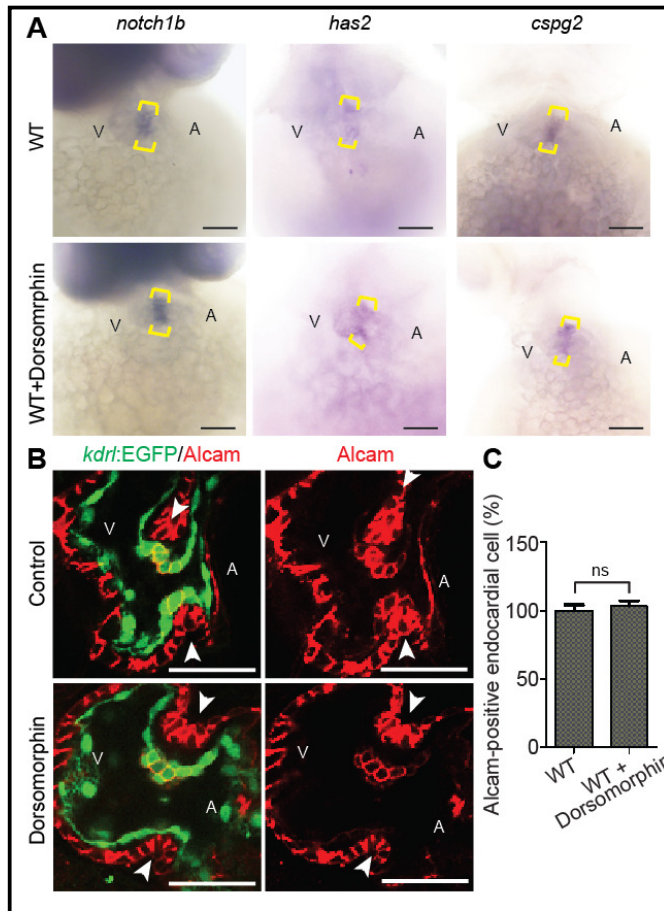 A
notch1b has2 cspg2
WT
V A
V A
V A
WT+Dorsomrphin
V A
V A
V A
B
kdrl:EGFP/Alcam Alcam
Control
V A
V A
Dorsomorphin
V A
V A
C
Alcam-positive endocardial cell (%)
150
100
50
0
ns
WT
WT +
Dorsomorphin